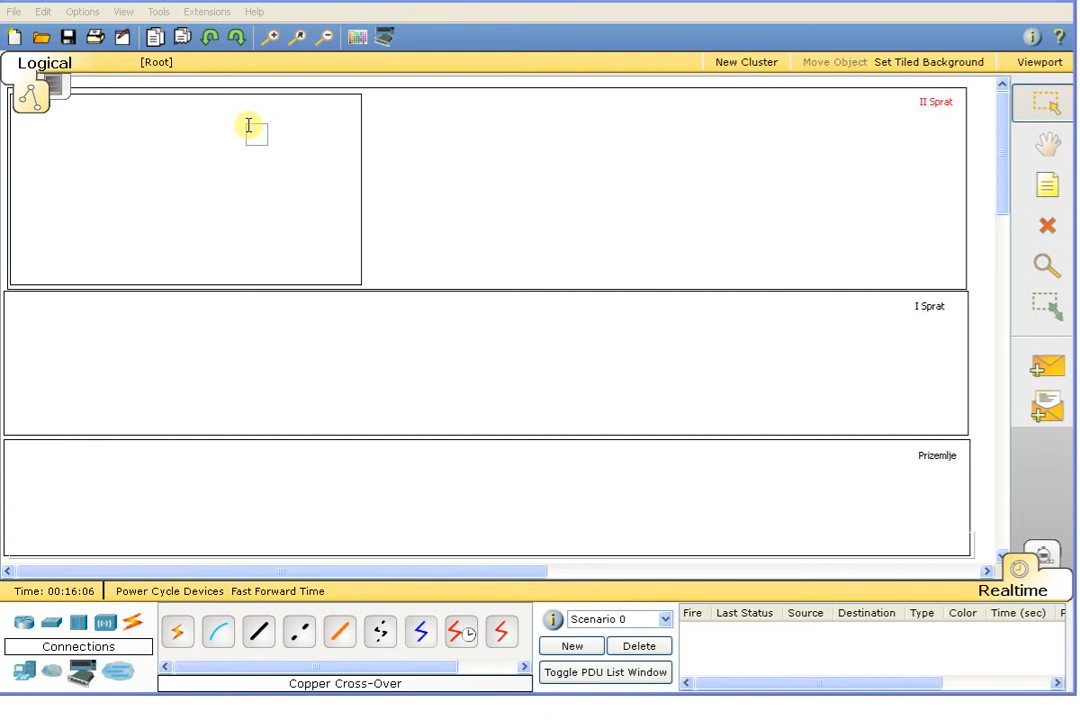 File Edit Options View Tools Extensions Help
Logical [Root] New Cluster Move Object Set Tiled Background Viewport
II Sprat
I Sprat
Prizemlje
Realtime
Time: 00:16:06 Power Cycle Devices Fast Forward Time
Connections
Copper Cross-Over
Scenario 0
New Delete
Toggle PDU List Window
Fire Last Status Source Destination Type Color Time (sec) P